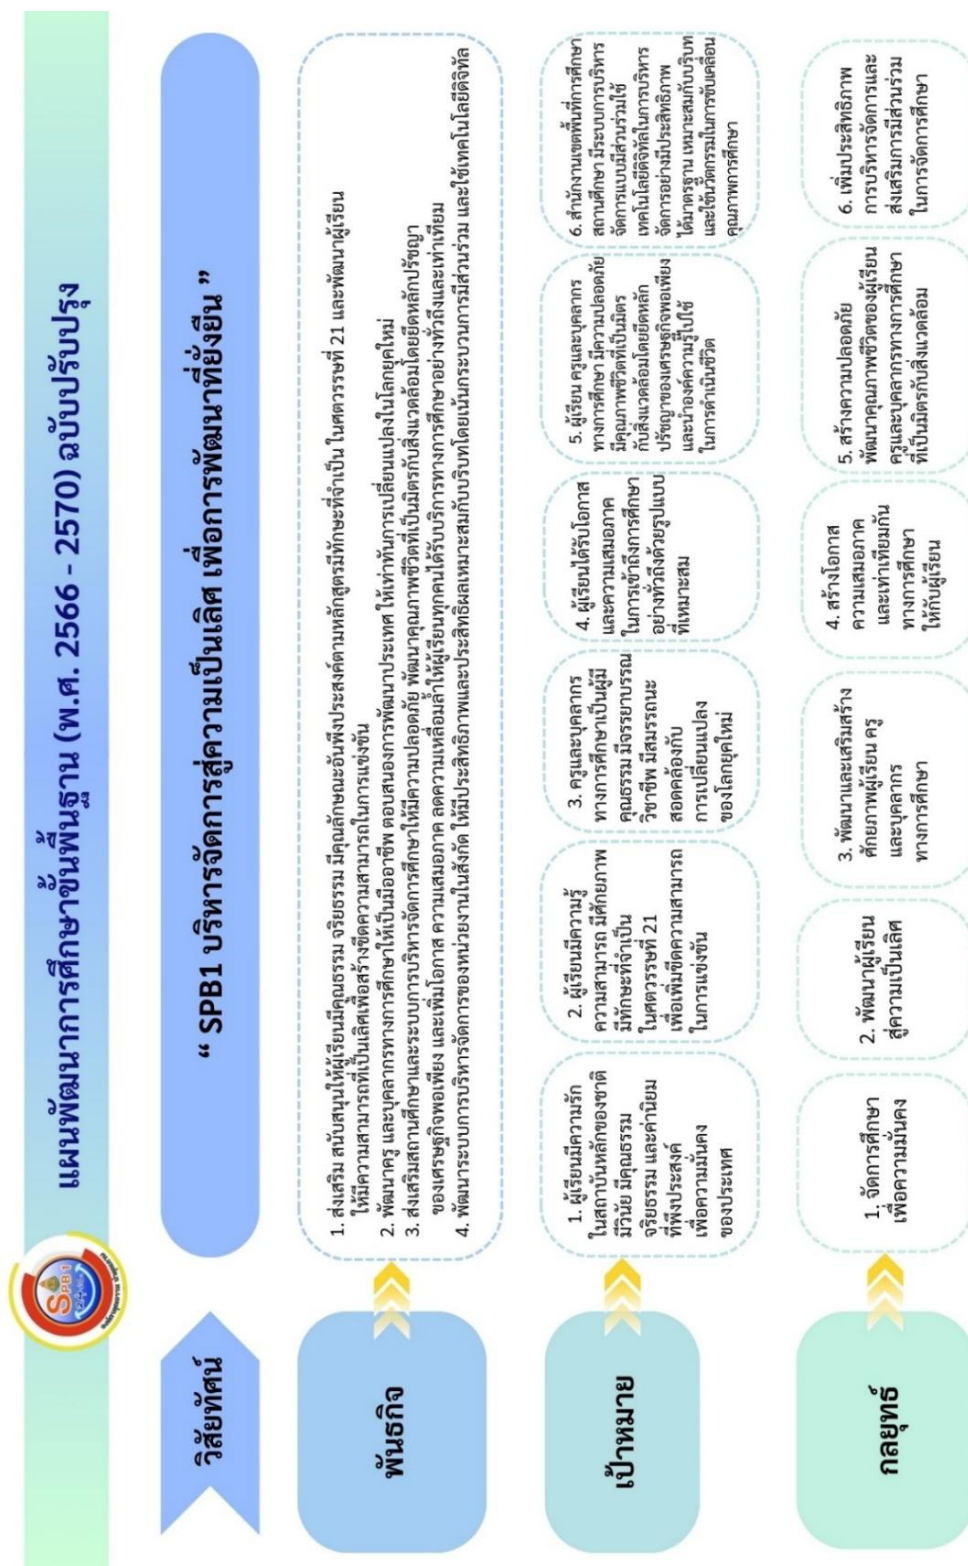 แผนพัฒนาการศึกษาขั้นพื้นฐาน (พ.ศ. 2566 - 2570) ฉบับปรับปรุง
SPB1
วิสัยทัศน์
“ SPB1 บริหารจัดการสู่ความเป็นเลิศ เพื่อการพัฒนาที่ยั่งยืน ”
พันธกิจ
1. ส่งเสริม สนับสนุนให้ผู้เรียนมีคุณธรรม จริยธรรม มีคุณลักษณะอันพึงประสงค์ตามหลักสูตรมีทักษะที่จำเป็น ในศตวรรษที่ 21 และพัฒนาผู้เรียน
ให้มีความสามารถที่เป็นเลิศเพื่อสร้างขีดความสามารถในการแข่งขัน
2. พัฒนาครู และบุคลากรทางการศึกษาให้เป็นมืออาชีพ ตอบสนองการพัฒนาประเทศ ให้เท่าทันการเปลี่ยนแปลงในโลกยุคใหม่
3. ส่งเสริมสถานศึกษาและระบบการบริหารจัดการศึกษาให้มีความปลอดภัย พัฒนาคุณภาพชีวิตที่เป็นมิตรกับสิ่งแวดล้อมโดยยึดหลักปรัชญา
ของเศรษฐกิจพอเพียง และเพิ่มโอกาส ความเสมอภาค ลดความเหลื่อมล้ำให้ผู้เรียนทุกคนได้รับบริการทางการศึกษาอย่างทั่วถึงและเท่าเทียม
4. พัฒนาระบบการบริหารจัดการของหน่วยงานในสังกัด ให้มีประสิทธิภาพและประสิทธิผลเหมาะสมกับบริบทโดยเน้นกระบวนการมีส่วนร่วม และใช้เทคโนโลยีดิจิทัล
เป้าหมาย
1. ผู้เรียนมีความรัก
ในสถาบันหลักของชาติ
มีวินัย มีคุณธรรม
จริยธรรม และค่านิยม
ที่พึงประสงค์
เพื่อความมั่นคง
ของประเทศ
2. ผู้เรียนมีความรู้
ความสามารถ มีศักยภาพ
มีทักษะที่จำเป็น
ในศตวรรษที่ 21
เพื่อเพิ่มขีดความสามารถ
ในการแข่งขัน
3. ครูและบุคลากร
ทางการศึกษาเป็นผู้มี
คุณธรรม มีจรรยาบรรณ
วิชาชีพ มีสมรรถนะ
สอดคล้องกับ
การเปลี่ยนแปลง
ของโลกยุคใหม่
4. ผู้เรียนได้รับโอกาส
และความเสมอภาค
ในการเข้าถึงการศึกษา
อย่างทั่วถึงด้วยรูปแบบ
ที่เหมาะสม
5. ผู้เรียน ครูและบุคลากร
ทางการศึกษา มีความปลอดภัย
มีคุณภาพชีวิตที่เป็นมิตร
กับสิ่งแวดล้อมโดยยึดหลัก
ปรัชญาของเศรษฐกิจพอเพียง
และนำองค์ความรู้ไปใช้
ในการดำเนินชีวิต
6. สำนักงานเขตพื้นที่การศึกษา
สถานศึกษา มีระบบการบริหาร
จัดการแบบมีส่วนร่วมใช้
เทคโนโลยีดิจิทัลในการบริหาร
จัดการอย่างมีประสิทธิภาพ
ได้มาตรฐาน เหมาะสมกับบริบท
และใช้นวัตกรรมในการขับเคลื่อน
คุณภาพการศึกษา
กลยุทธ์
1. จัดการศึกษา
เพื่อความมั่นคง
2. พัฒนาผู้เรียน
สู่ความเป็นเลิศ
3. พัฒนาและเสริมสร้าง
ศักยภาพผู้เรียน ครู
และบุคลากร
ทางการศึกษา
4. สร้างโอกาส
ความเสมอภาค
และเท่าเทียมกัน
ทางการศึกษา
ให้กับผู้เรียน
5. สร้างความปลอดภัย
พัฒนาคุณภาพชีวิตของผู้เรียน
ครูและบุคลากรทางการศึกษา
ที่เป็นมิตรกับสิ่งแวดล้อม
6. เพิ่มประสิทธิภาพ
การบริหารจัดการและ
ส่งเสริมการมีส่วนร่วม
ในการจัดการศึกษา